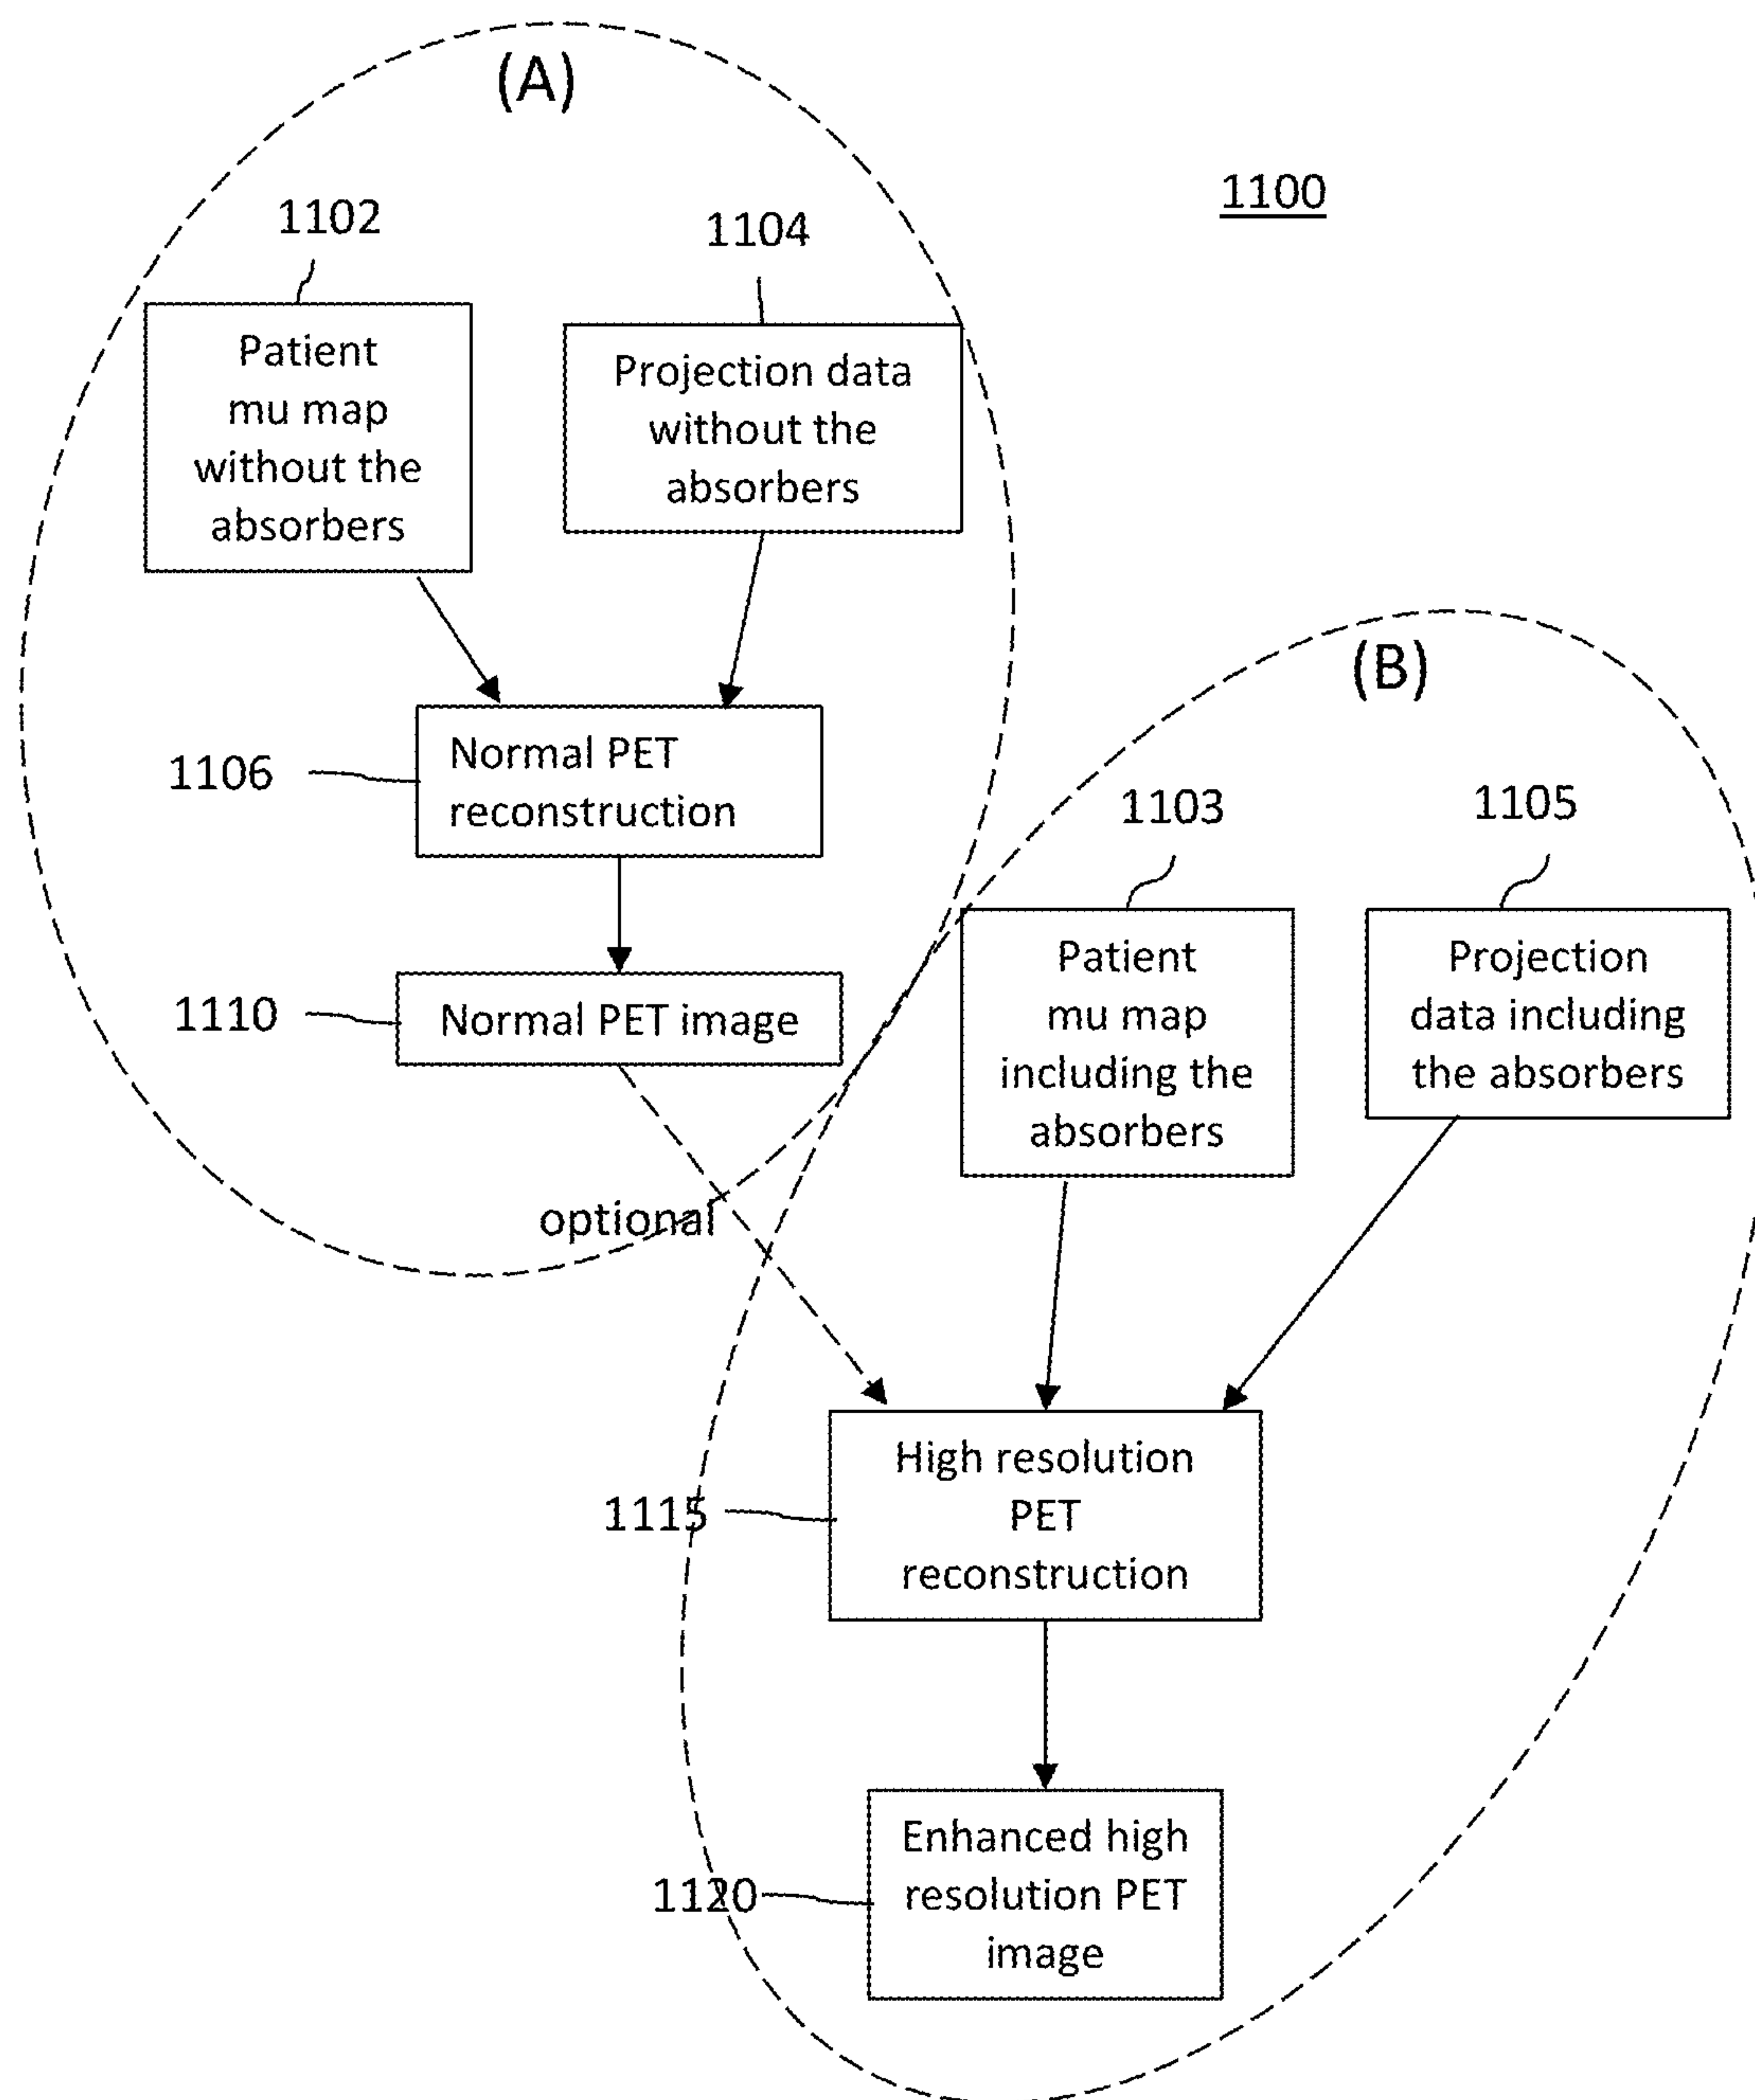 (A)
1100
1102
1104
Patient
mu map
without the
absorbers
Projection data
without the
absorbers
(B)
1106
Normal PET
reconstruction
1103
1105
1110
Normal PET image
Patient
mu map
including the
absorbers
Projection
data including
the absorbers
optional
1115
High resolution
PET
reconstruction
1120
Enhanced high
resolution PET
image